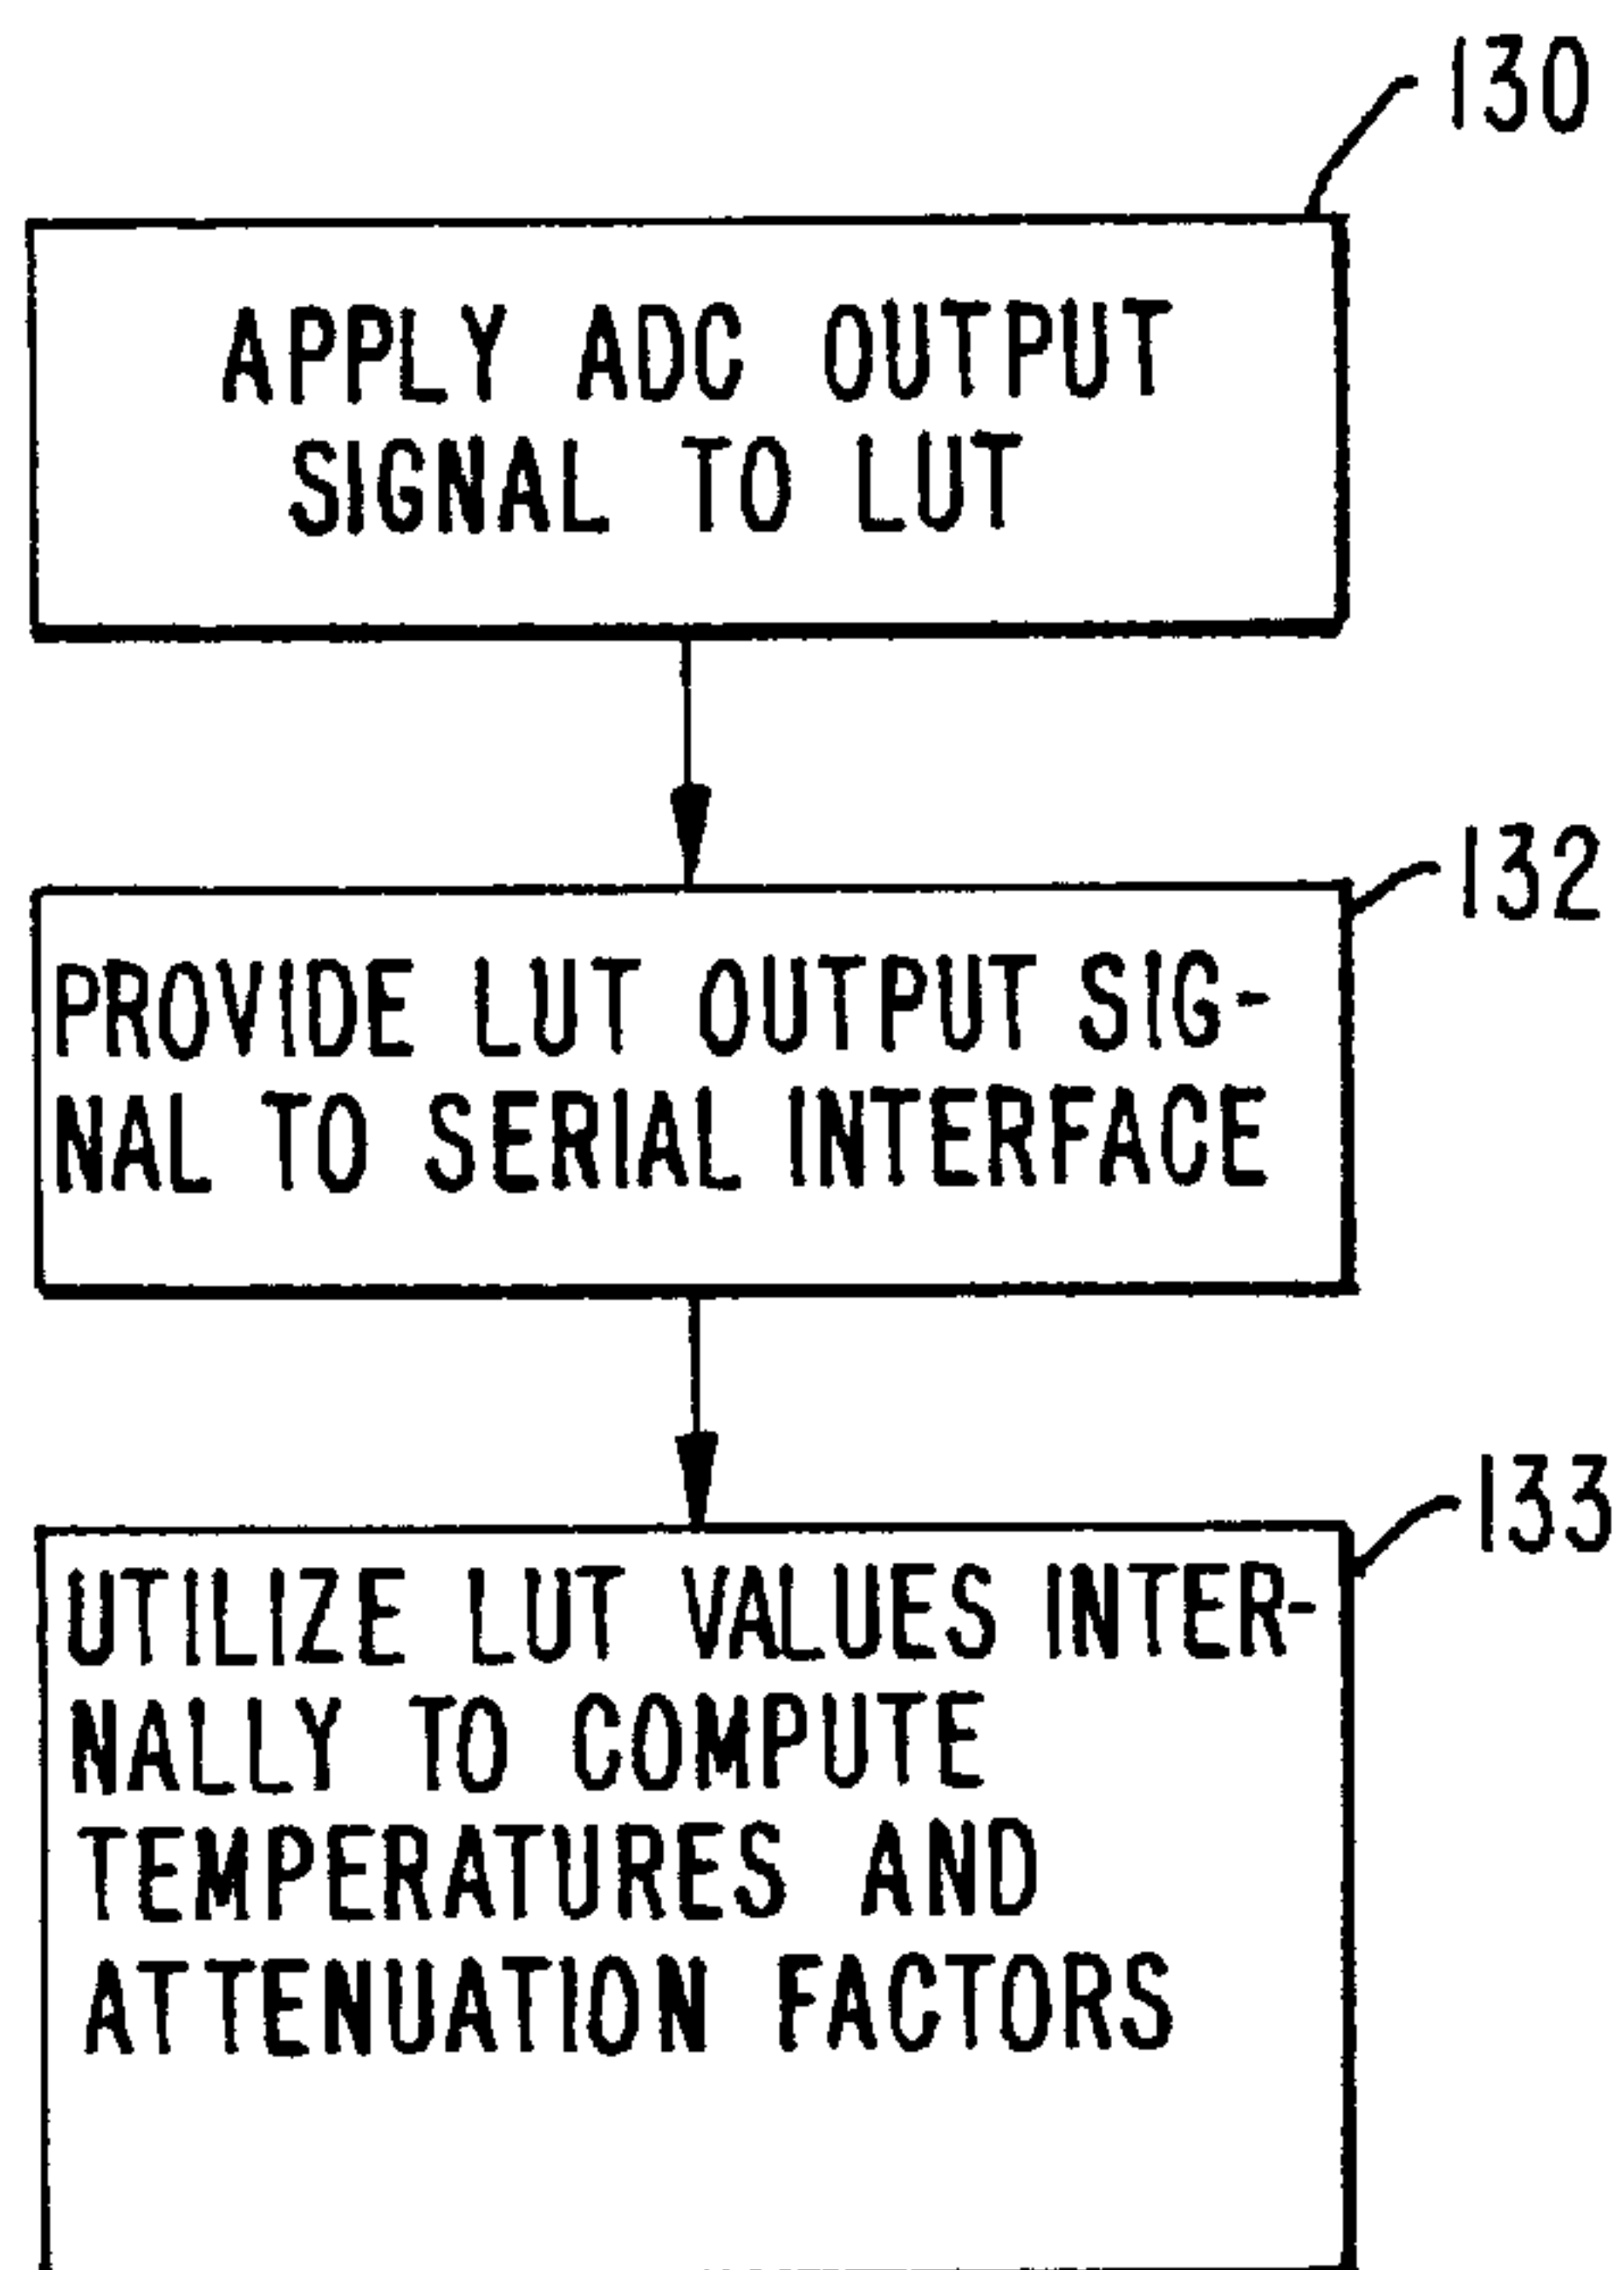 130
APPLY ADC OUTPUT
SIGNAL TO LUT
132
PROVIDE LUT OUTPUT SIG-
NAL TO SERIAL INTERFACE
133
UTILIZE LUT VALUES INTER-
NALLY TO COMPUTE
TEMPERATURES AND
ATTENUATION FACTORS